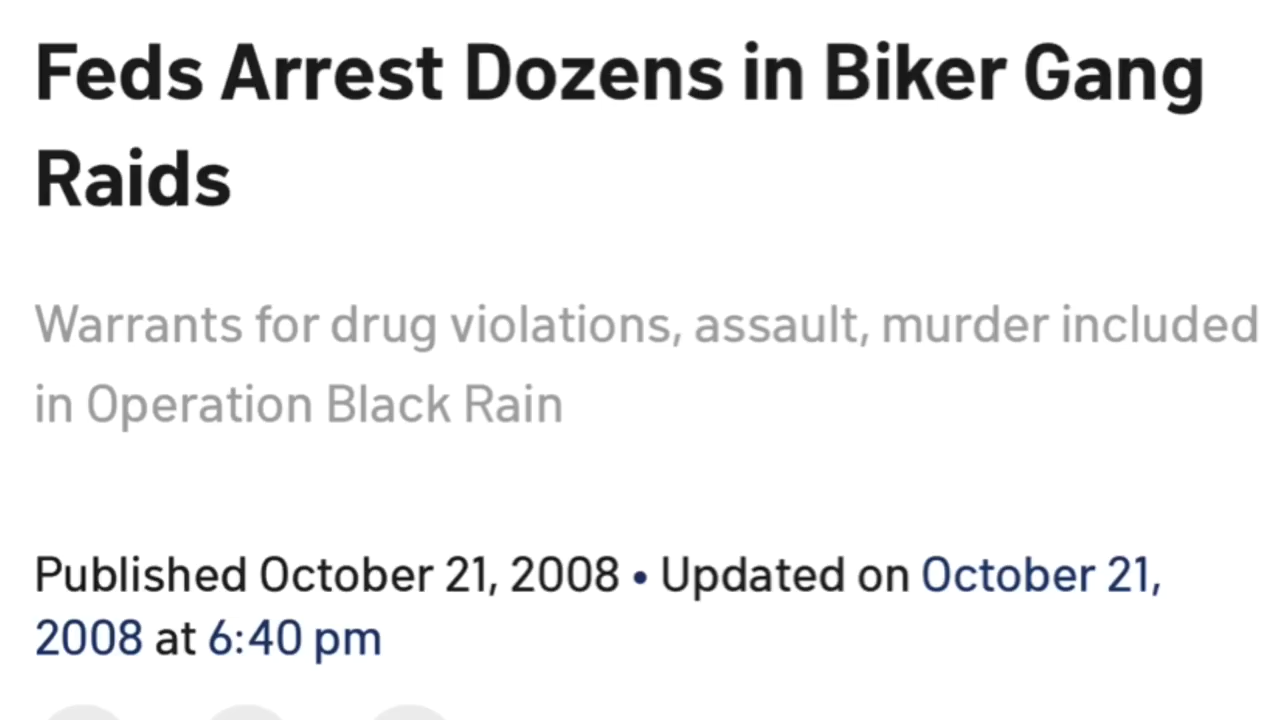 Feds Arrest Dozens in Biker Gang
Raids
Warrants for drug violations, assault, murder included
in Operation Black Rain
Published October 21, 2008 • Updated on October 21,
2008 at 6:40 pm